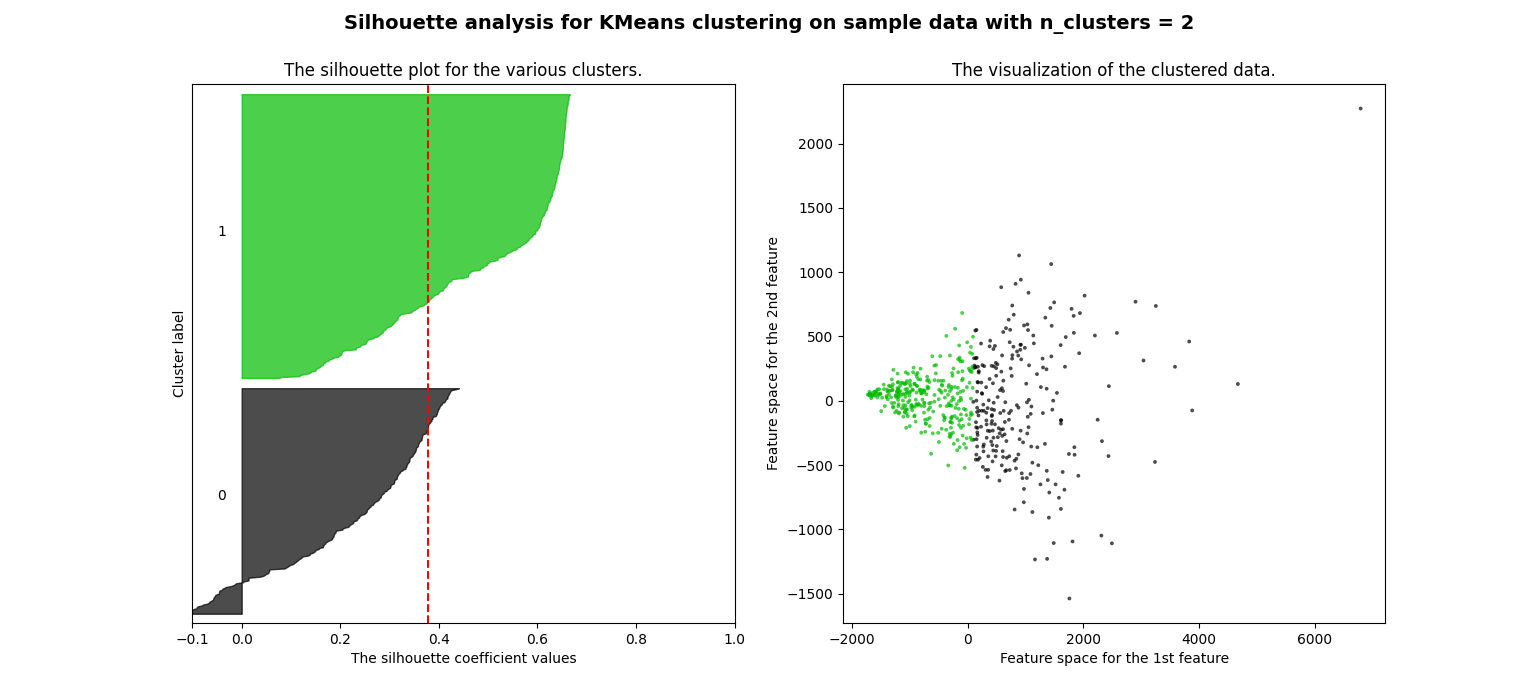 Silhouette analysis for KMeans clustering on sample data with n_clusters = 2
The silhouette plot for the various clusters.
Cluster label
1
0
−0.1 0.0 0.2 0.4 0.6 0.8 1.0
The silhouette coefficient values
The visualization of the clustered data.
Feature space for the 2nd feature
2000
1500
1000
500
0
−500
−1000
−1500
−2000 0 2000 4000 6000
Feature space for the 1st feature